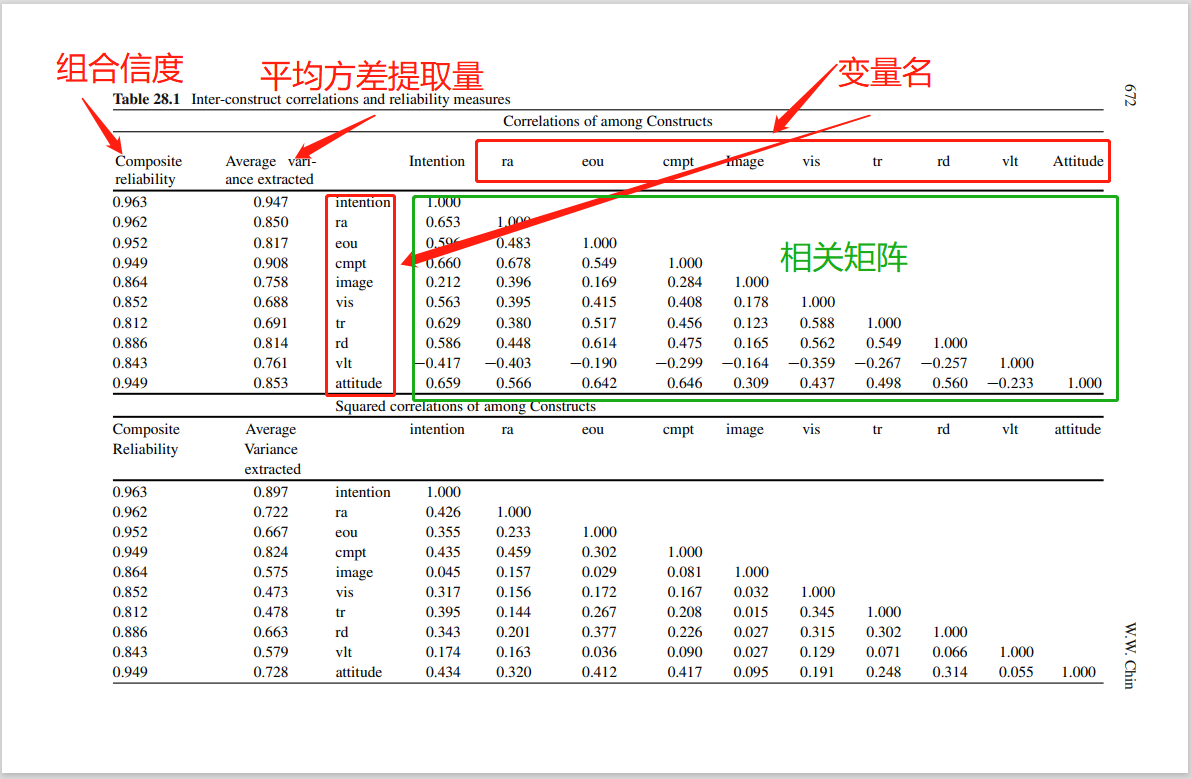 组合信度
平均方差提取量
变量名
672
Table 28.1 Inter-construct correlations and reliability measures
Correlations of among Constructs
Composite reliability Average vari-ance extracted Intention ra eou cmpt Image vis tr rd vlt Attitude
0.963 0.947 intention 1.000
0.962 0.850 ra 0.653 1.000
0.952 0.817 eou 0.596 0.483 1.000
0.949 0.908 cmpt 0.660 0.678 0.549 1.000
相关矩阵
0.864 0.758 image 0.212 0.396 0.169 0.284 1.000
0.852 0.688 vis 0.563 0.395 0.415 0.408 0.178 1.000
0.812 0.691 tr 0.629 0.380 0.517 0.456 0.123 0.588 1.000
0.886 0.814 rd 0.586 0.448 0.614 0.475 0.165 0.562 0.549 1.000
0.843 0.761 vlt −0.417 −0.403 −0.190 −0.299 −0.164 −0.359 −0.267 −0.257 1.000
0.949 0.853 attitude 0.659 0.566 0.642 0.646 0.309 0.437 0.498 0.560 −0.233 1.000
Squared correlations of among Constructs
Composite Reliability Average Variance extracted intention ra eou cmpt image vis tr rd vlt attitude
0.963 0.897 intention 1.000
0.962 0.722 ra 0.426 1.000
0.952 0.667 eou 0.355 0.233 1.000
0.949 0.824 cmpt 0.435 0.459 0.302 1.000
0.864 0.575 image 0.045 0.157 0.029 0.081 1.000
0.852 0.473 vis 0.317 0.156 0.172 0.167 0.032 1.000
0.812 0.478 tr 0.395 0.144 0.267 0.208 0.015 0.345 1.000
0.886 0.663 rd 0.343 0.201 0.377 0.226 0.027 0.315 0.302 1.000
0.843 0.579 vlt 0.174 0.163 0.036 0.090 0.027 0.129 0.071 0.066 1.000
0.949 0.728 attitude 0.434 0.320 0.412 0.417 0.095 0.191 0.248 0.314 0.055 1.000
W.W. Chin